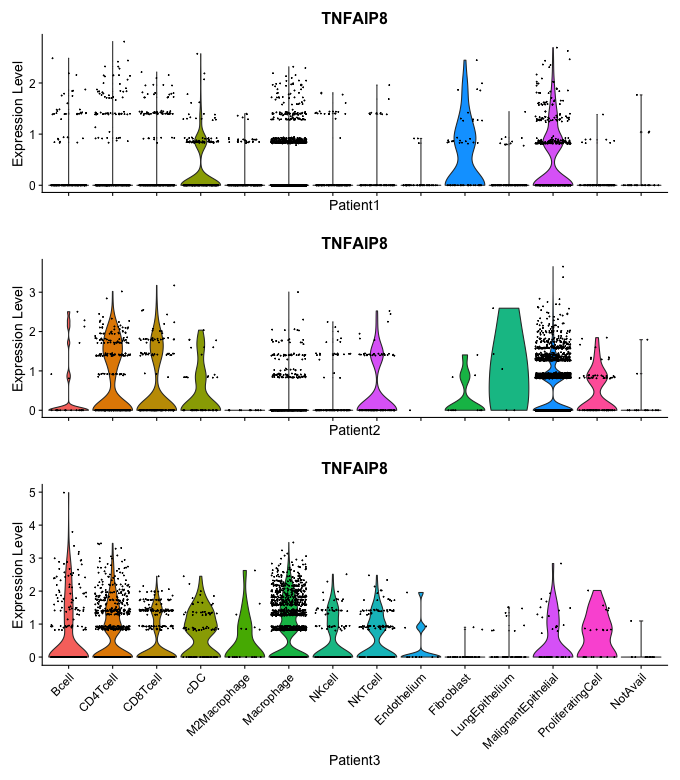 TNFAIP8
Expression Level
2
1
0
Patient1
TNFAIP8
Expression Level
3
2
1
0
Patient2
TNFAIP8
Expression Level
5
4
3
2
1
0
Bcell
CD4Tcell
CD8Tcell
cDC
M2Macrophage
Macrophage
NKcell
NKTcell
Endothelium
Fibroblast
LungEpithelium
MalignantEpithelial
ProliferatingCell
NotAvail
Patient3